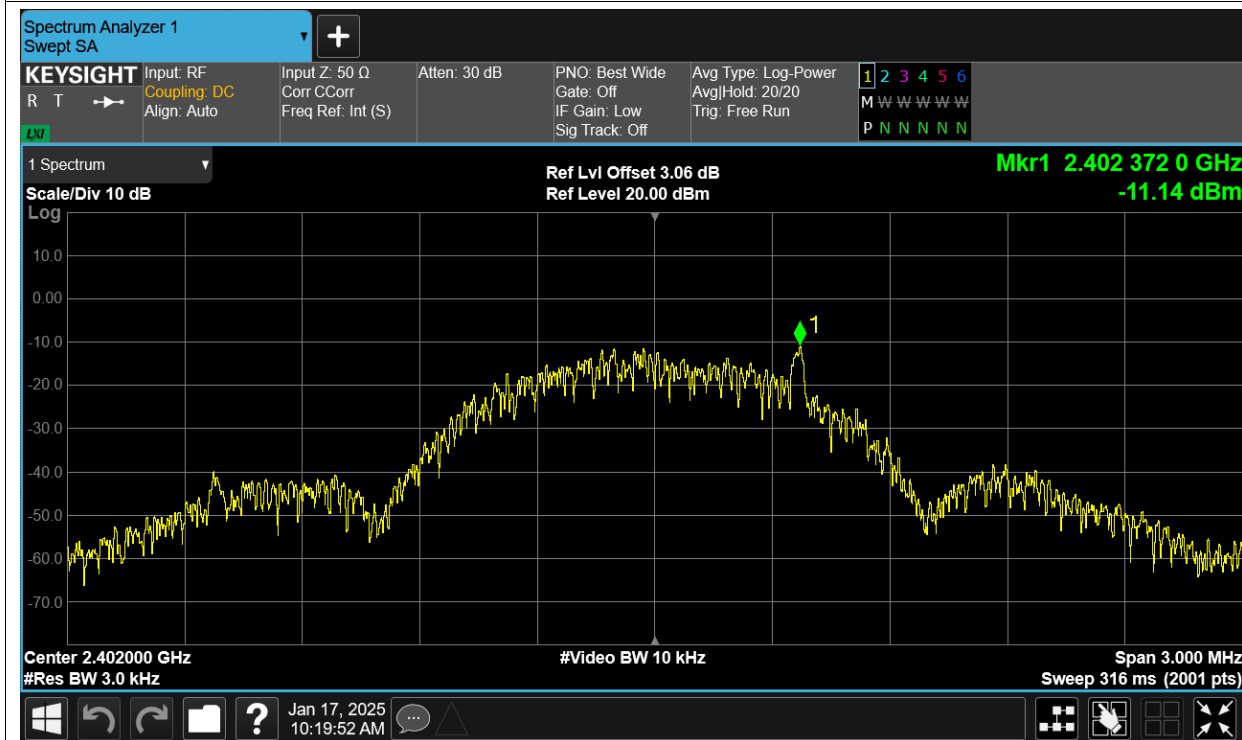 Spectrum Analyzer 1
Swept SA
+
KEYSIGHT
R T
LXI
Input: RF
Coupling: DC
Align: Auto
Input Z: 50 Ω
Corr CCorr
Freq Ref: Int (S)
Atten: 30 dB
PNO: Best Wide
Gate: Off
IF Gain: Low
Sig Track: Off
Avg Type: Log-Power
Avg|Hold: 20/20
Trig: Free Run
1 2 3 4 5 6
M W W W W W
P N N N N N
1 Spectrum
Scale/Div 10 dB
Log
Ref Lvl Offset 3.06 dB
Ref Level 20.00 dBm
Mkr1 2.402 372 0 GHz
-11.14 dBm
10.0
0.00
-10.0
-20.0
-30.0
-40.0
-50.0
-60.0
-70.0
1
Center 2.402000 GHz
#Res BW 3.0 kHz
#Video BW 10 kHz
Span 3.000 MHz
Sweep 316 ms (2001 pts)
?
Jan 17, 2025
10:19:52 AM